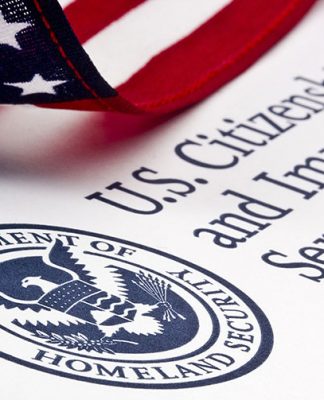 U.S. Citizensh
and Imm
Ser
MENT OF
HOMELAND SECURITY